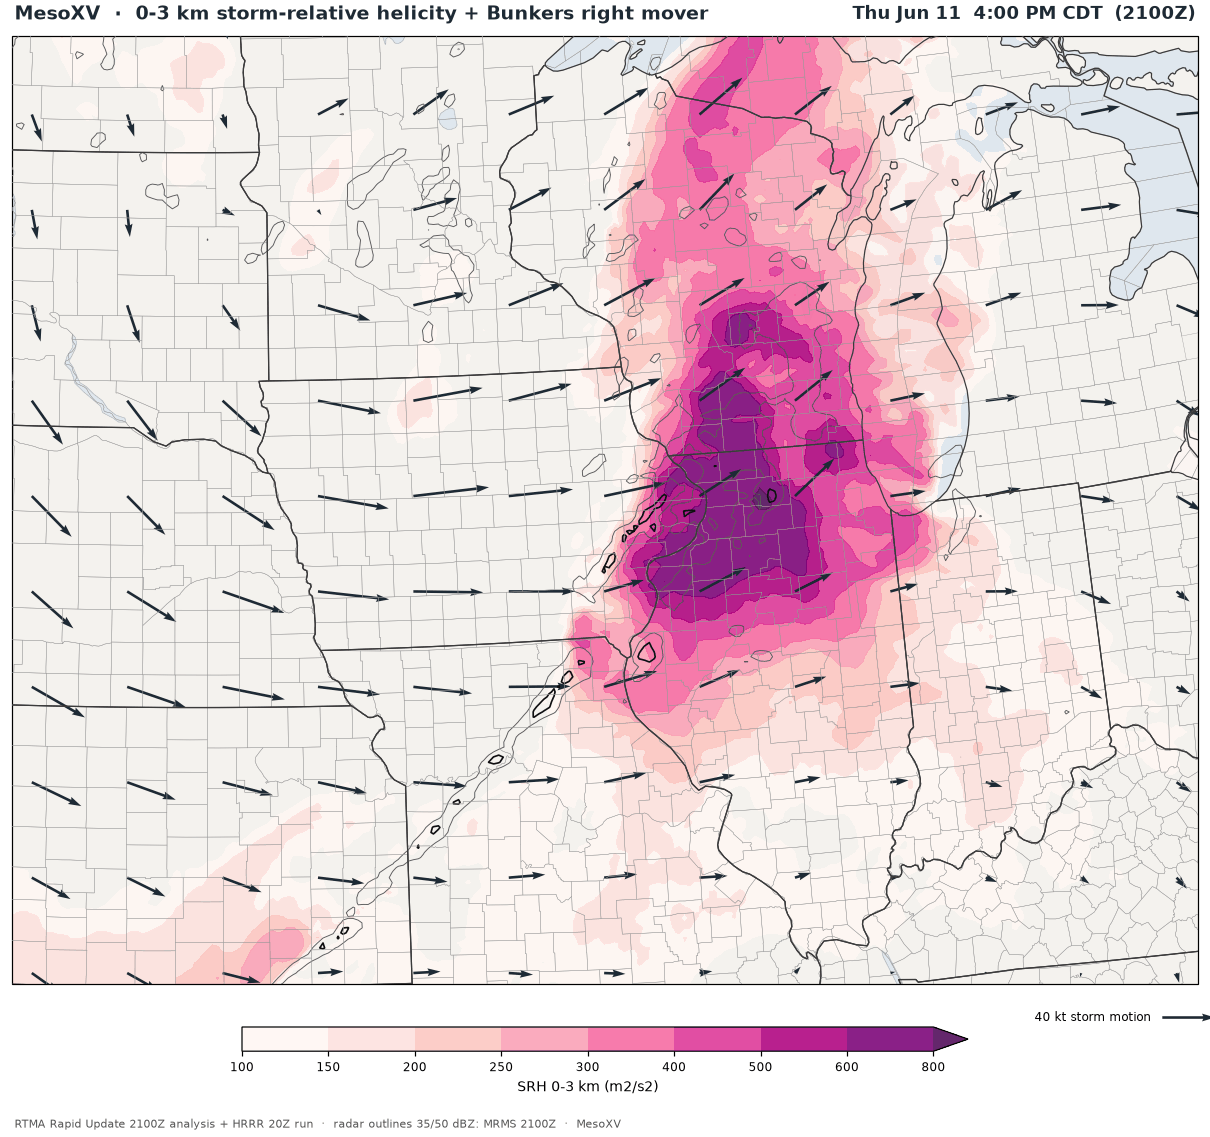 MesoXV · 0-3 km storm-relative helicity + Bunkers right mover
Thu Jun 11 4:00 PM CDT (2100Z)
40 kt storm motion
100 150 200 250 300 400 500 600 800
SRH 0-3 km (m2/s2)
RTMA Rapid Update 2100Z analysis + HRRR 20Z run · radar outlines 35/50 dBZ: MRMS 2100Z · MesoXV